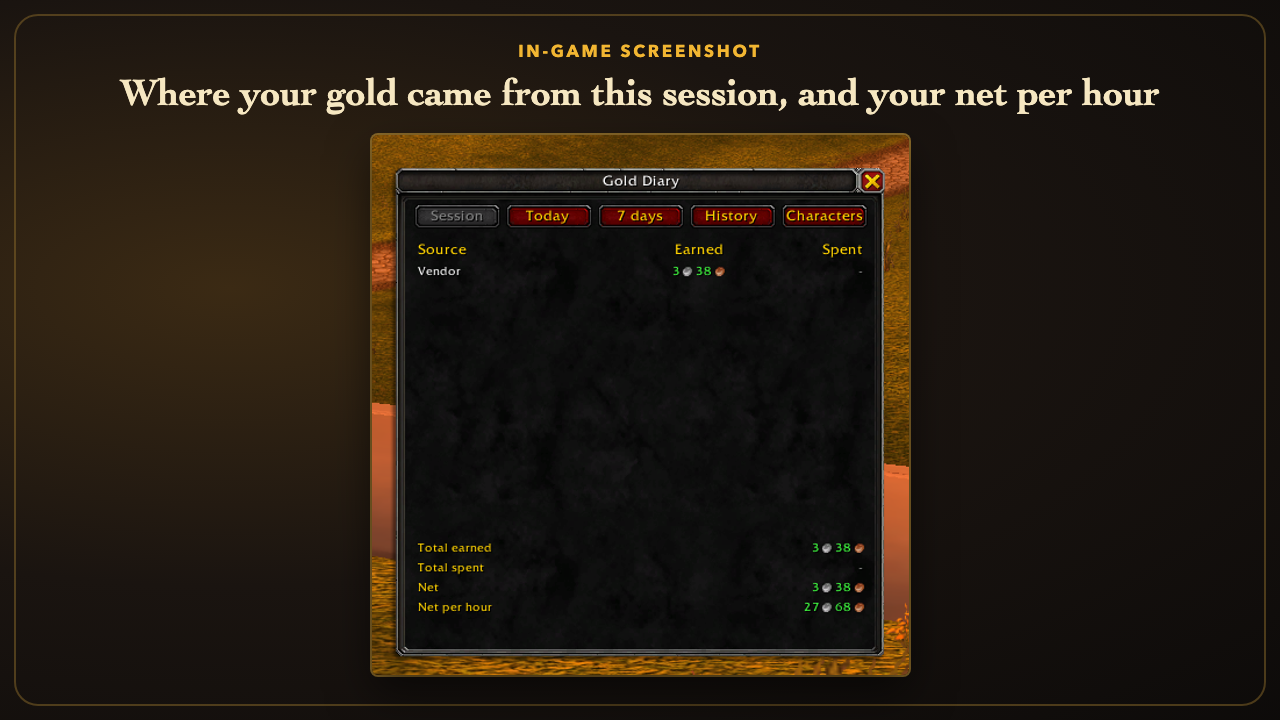 IN-GAME SCREENSHOT
Where your gold came from this session, and your net per hour
Gold Diary
Session Today 7 days History Characters
Source Earned Spent
Vendor 3 38 -
Total earned 3 38
Total spent -
Net 3 38
Net per hour 27 68